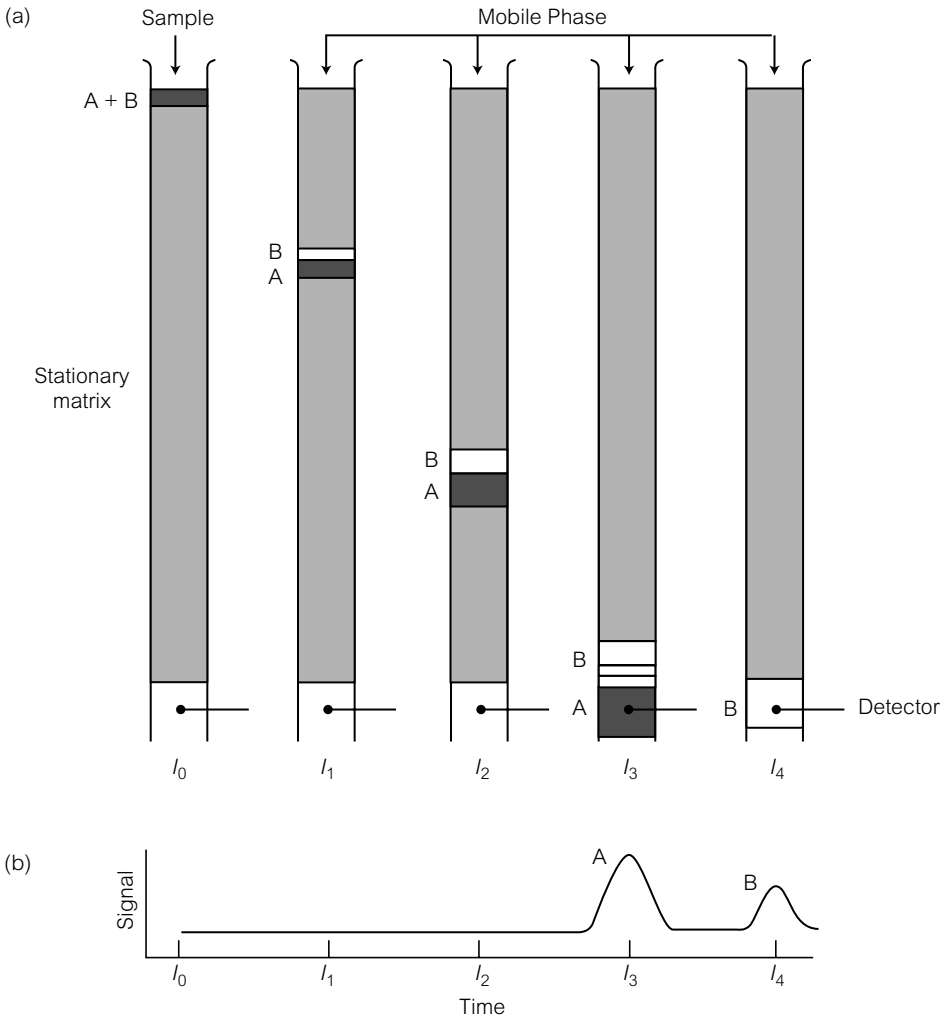 (a)
Sample
Mobile Phase
A + B
B
A
Stationary
matrix
B
A
B
A
B
Detector
I0
I1
I2
I3
I4
(b)
Signal
A
B
I0
I1
I2
I3
I4
Time